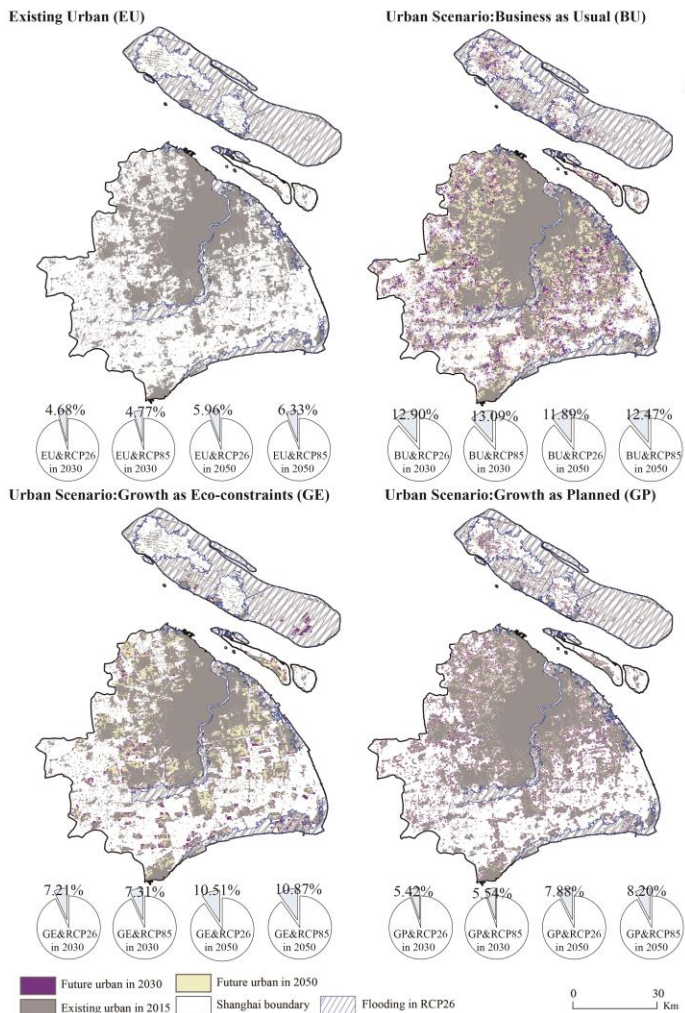 Existing Urban (EU)
Urban Scenario:Business as Usual (BU)
4.68%
4.77%
5.96%
6.33%
EU&RCP26
in 2030
EU&RCP85
in 2030
EU&RCP26
in 2050
EU&RCP85
in 2050
12.90%
13.09%
11.89%
12.47%
BU&RCP26
in 2030
BU&RCP85
in 2030
BU&RCP26
in 2050
BU&RCP85
in 2050
Urban Scenario:Growth as Eco-constraints (GE)
Urban Scenario:Growth as Planned (GP)
7.21%
7.31%
10.51%
10.87%
GE&RCP26
in 2030
GE&RCP85
in 2030
GE&RCP26
in 2050
GE&RCP85
in 2050
5.42%
5.54%
7.88%
8.20%
GP&RCP26
in 2030
GP&RCP85
in 2030
GP&RCP26
in 2050
GP&RCP85
in 2050
Future urban in 2030
Future urban in 2050
Existing urban in 2015
Shanghai boundary
Flooding in RCP26
0 30
Km